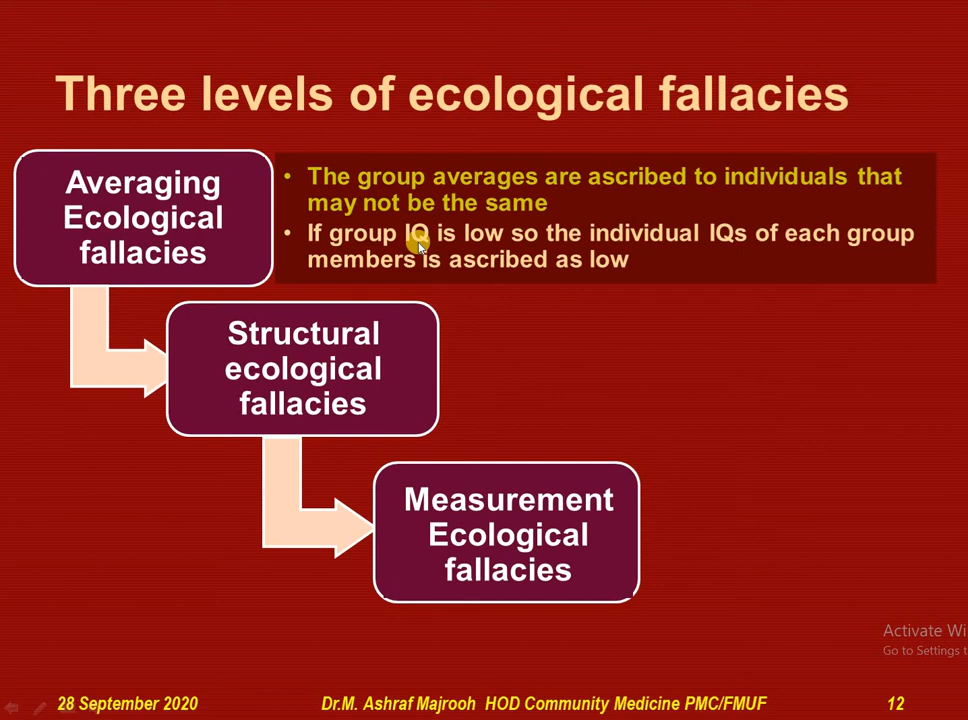 Three levels of ecological fallacies
Averaging
Ecological
fallacies
• The group averages are ascribed to individuals that
may not be the same
• If group IQ is low so the individual IQs of each group
members is ascribed as low
Structural
ecological
fallacies
Measurement
Ecological
fallacies
Activate Wi
Go to Settings t
28 September 2020
Dr.M. Ashraf Majrooh HOD Community Medicine PMC/FMUF
12